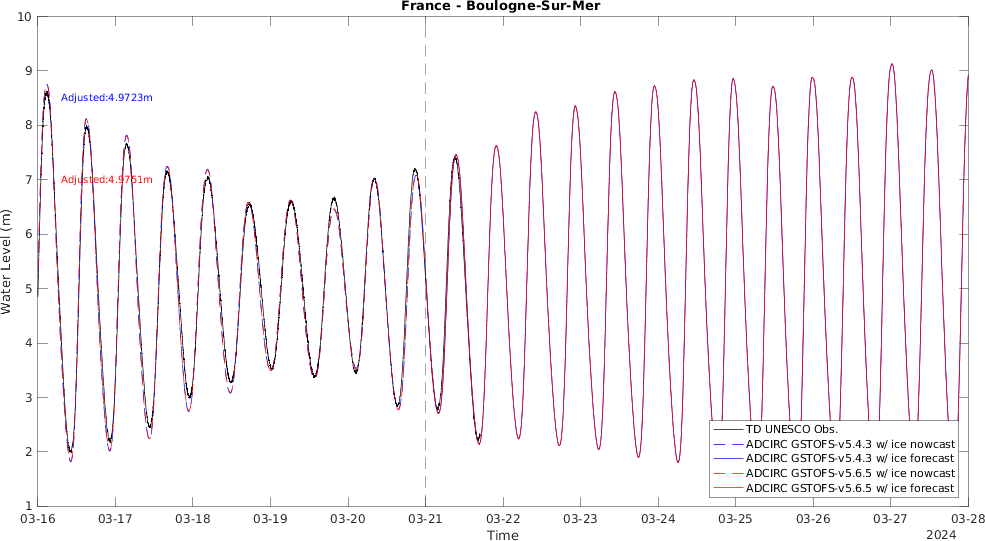 France - Boulogne-Sur-Mer
10
9
8
7
6
5
4
3
2
1
Water Level (m)
Adjusted:4.9723m
Adjusted:4.9751m
TD UNESCO Obs.
ADCIRC GSTOFS-v5.4.3 w/ ice nowcast
ADCIRC GSTOFS-v5.4.3 w/ ice forecast
ADCIRC GSTOFS-v5.6.5 w/ ice nowcast
ADCIRC GSTOFS-v5.6.5 w/ ice forecast
03-16 03-17 03-18 03-19 03-20 03-21 03-22 03-23 03-24 03-25 03-26 03-27 03-28
Time
2024